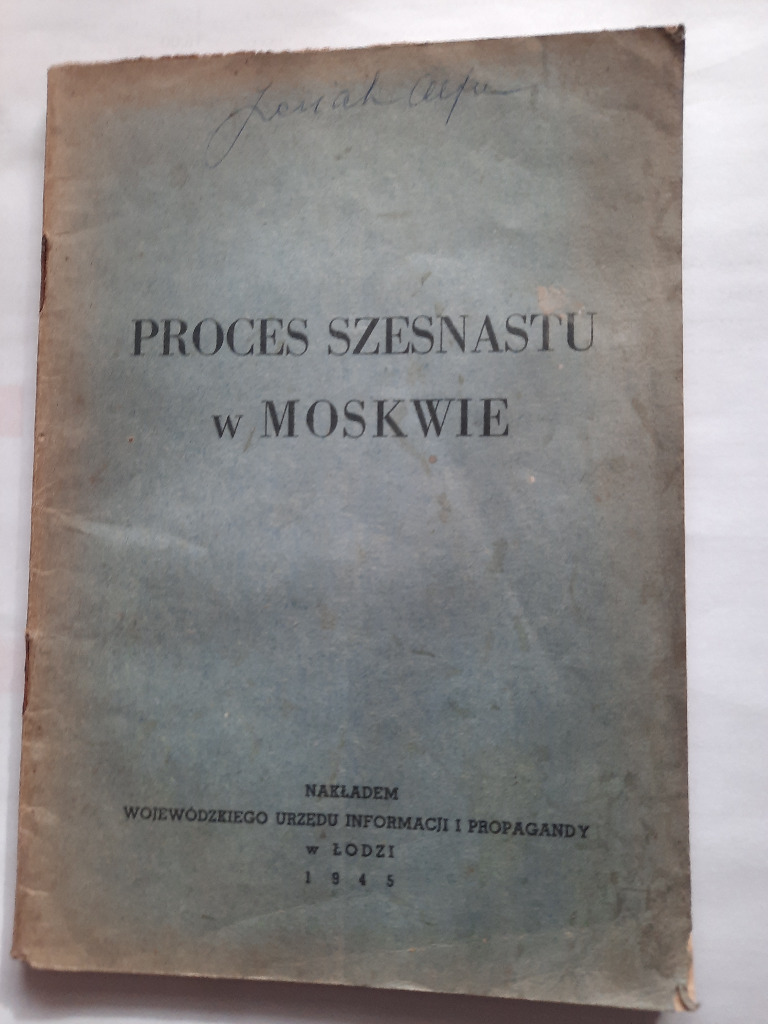 PROCES SZESNASTU
w MOSKWIE
NAKŁADEM
WOJEWÓDZKIEGO URZĘDU INFORMACJI I PROPAGANDY
w ŁODZI
1945